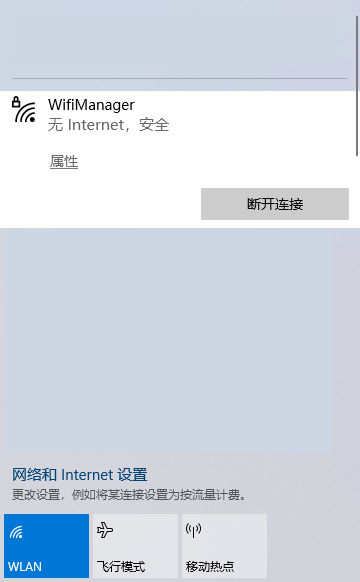 WifiManager
无 Internet，安全
属性
断开连接
网络和 Internet 设置
更改设置，例如将某连接设置为按流量计费。
WLAN
飞行模式
移动热点